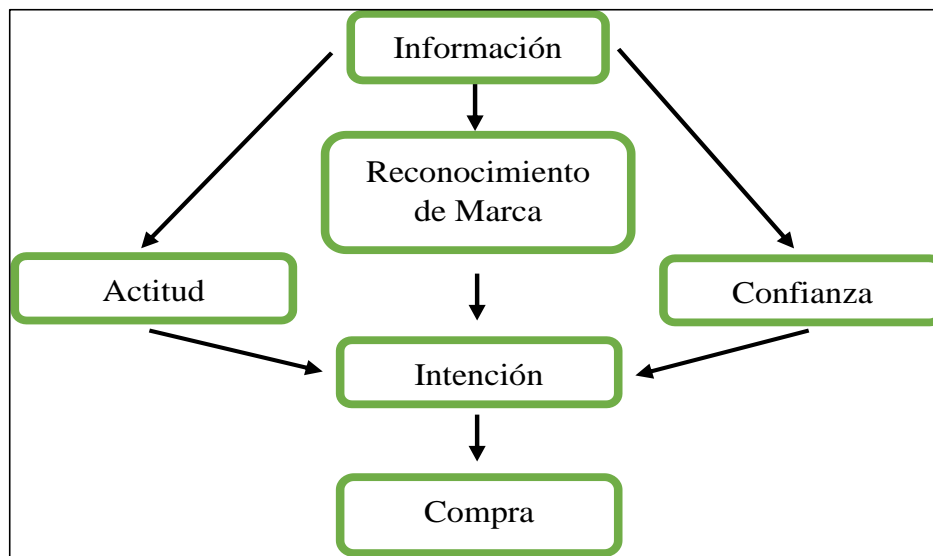 Información
Reconocimiento
de Marca
Actitud
Confianza
Intención
Compra